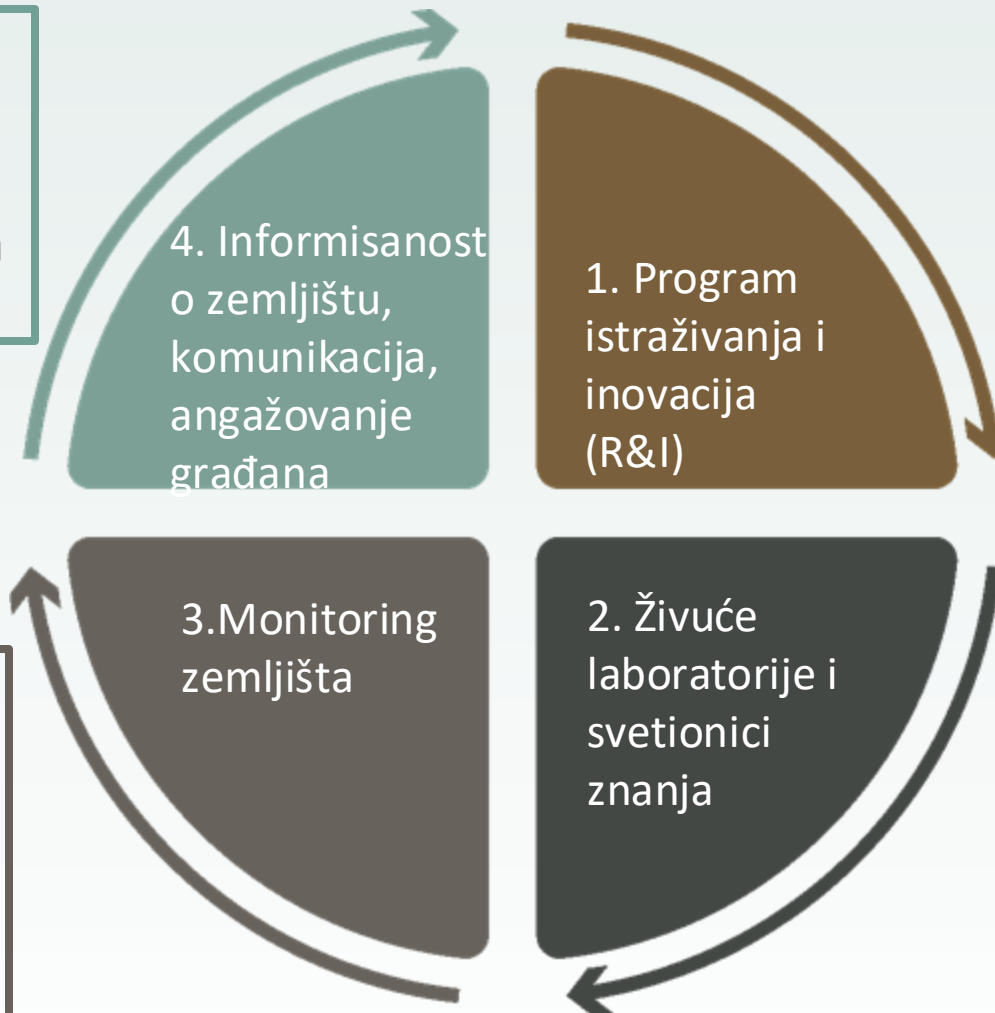 4. Informisanost
o zemljištu,
komunikacija,
angažovanje
građana
1. Program
istraživanja i
inovacija
(R&I)
3.Monitoring
zemljišta
2. Živuće
laboratorije i
svetionici
znanja